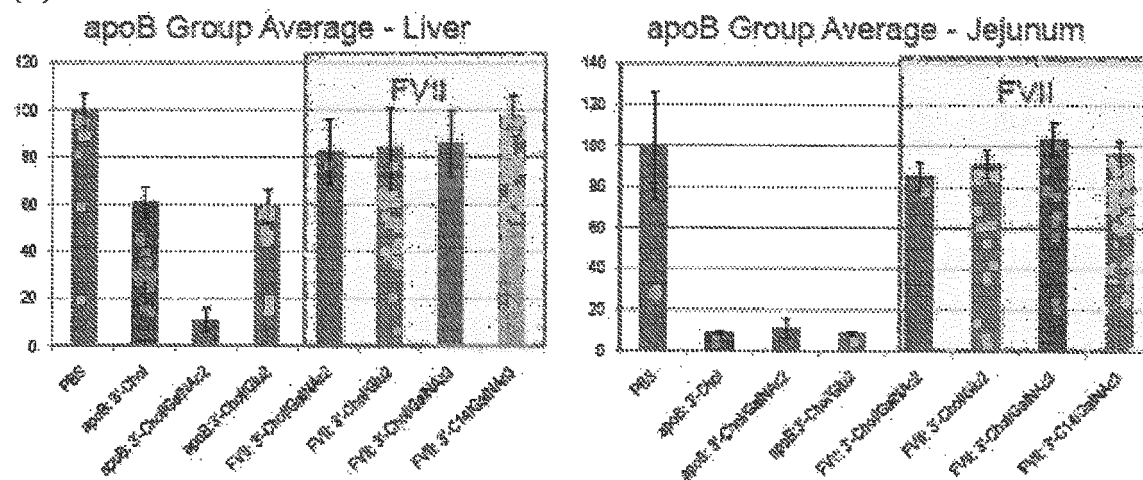 apoB Group Average - Liver
120
100
80
60
40
20
0
FVII
PBS
apoB: 3'-Chol
apoB: 3'-Chol/GalNAc2
apoB:3'-Chol/Glu2
FVII: 3'-Chol/GalNAc2
FVII: 3'-Chol/Glu2
FVII: 3'-Chol/GalNAc3
FVII: 3'-C14/GalNAc3
apoB Group Average - Jejunum
140
120
100
80
60
40
20
0
FVII
PBS
apoB: 3'-Chol
apoB: 3'-Chol/GalNAc2
apoB:3'-Chol/Glu2
FVII: 3'-Chol/GalNAc2
FVII: 3'-Chol/Glu2
FVII: 3'-Chol/GalNAc3
FVII: 3'-C14/GalNAc3